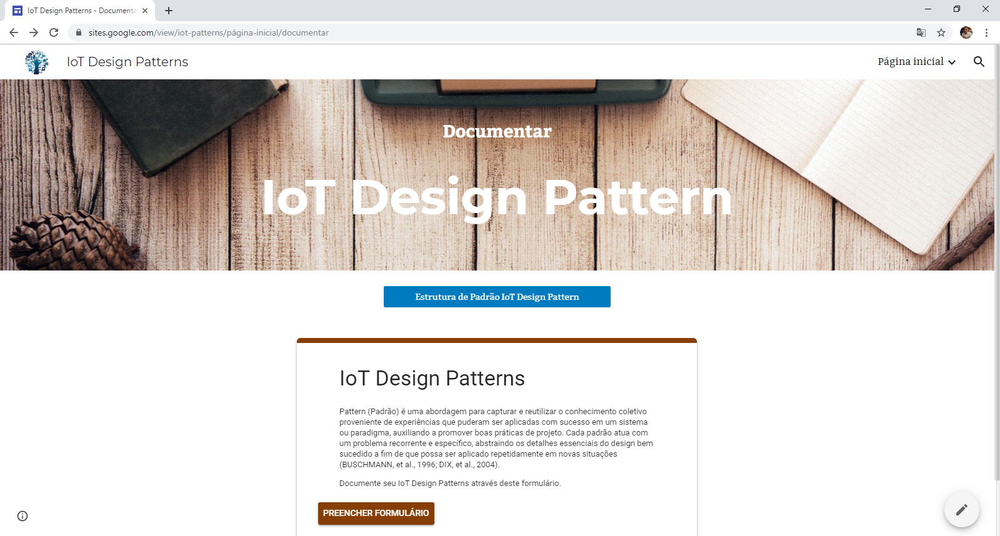 IoT Design Patterns - Documenta
sites.google.com/view/iot-patterns/página-inicial/documentar
IoT Design Patterns
Página inicial
Documentar
IoT Design Pattern
Estrutura de Padrão IoT Design Pattern
IoT Design Patterns
Pattern (Padrão) é uma abordagem para capturar e reutilizar o conhecimento coletivo
proveniente de experiências que puderam ser aplicadas com sucesso em um sistema
ou paradigma, auxiliando a promover boas práticas de projeto. Cada padrão atua com
um problema recorrente e específico, abstraindo os detalhes essenciais do design bem
sucedido a fim de que possa ser aplicado repetidamente em novas situações
(BUSCHMANN, et al., 1996; DIX, et al., 2004).
Documente seu IoT Design Patterns através deste formulário.
PREENCHER FORMULÁRIO